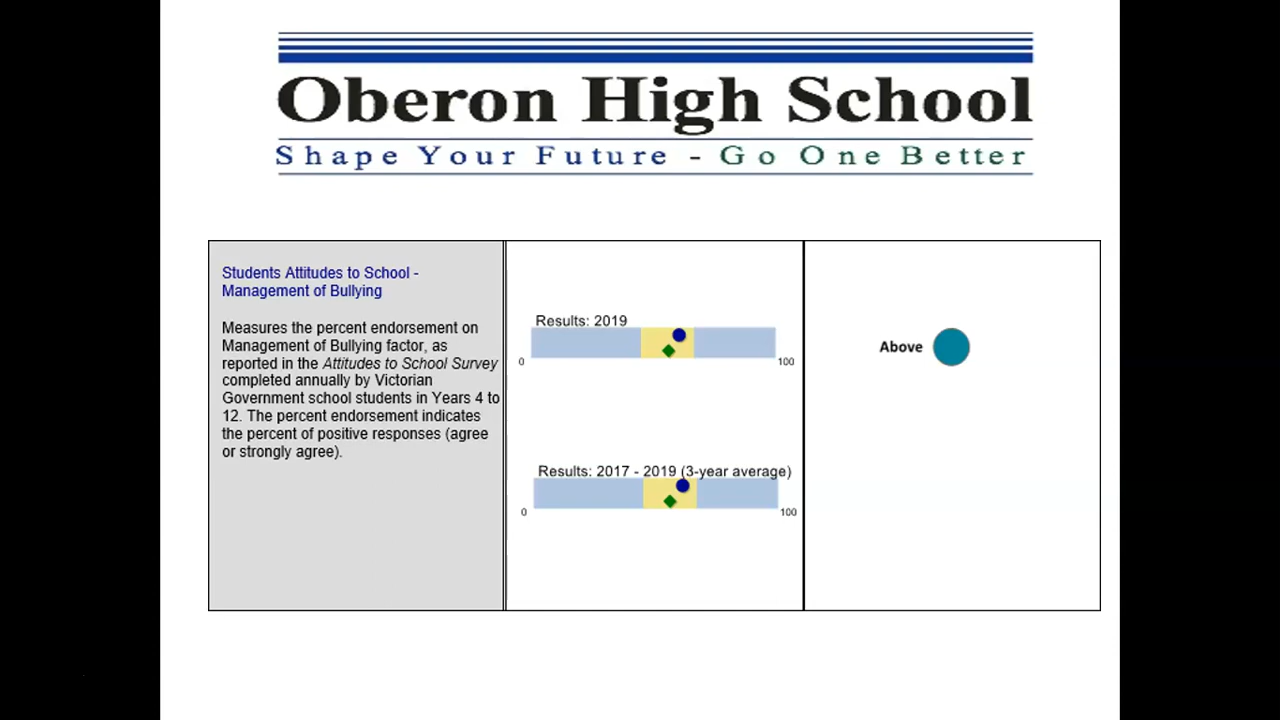 Oberon High School
Shape Your Future - Go One Better
Students Attitudes to School -
Management of Bullying
Measures the percent endorsement on
Management of Bullying factor, as
reported in the Attitudes to School Survey
completed annually by Victorian
Government school students in Years 4 to
12. The percent endorsement indicates
the percent of positive responses (agree
or strongly agree).
Results: 2019
0
100
Results: 2017 - 2019 (3-year average)
0
100
Above